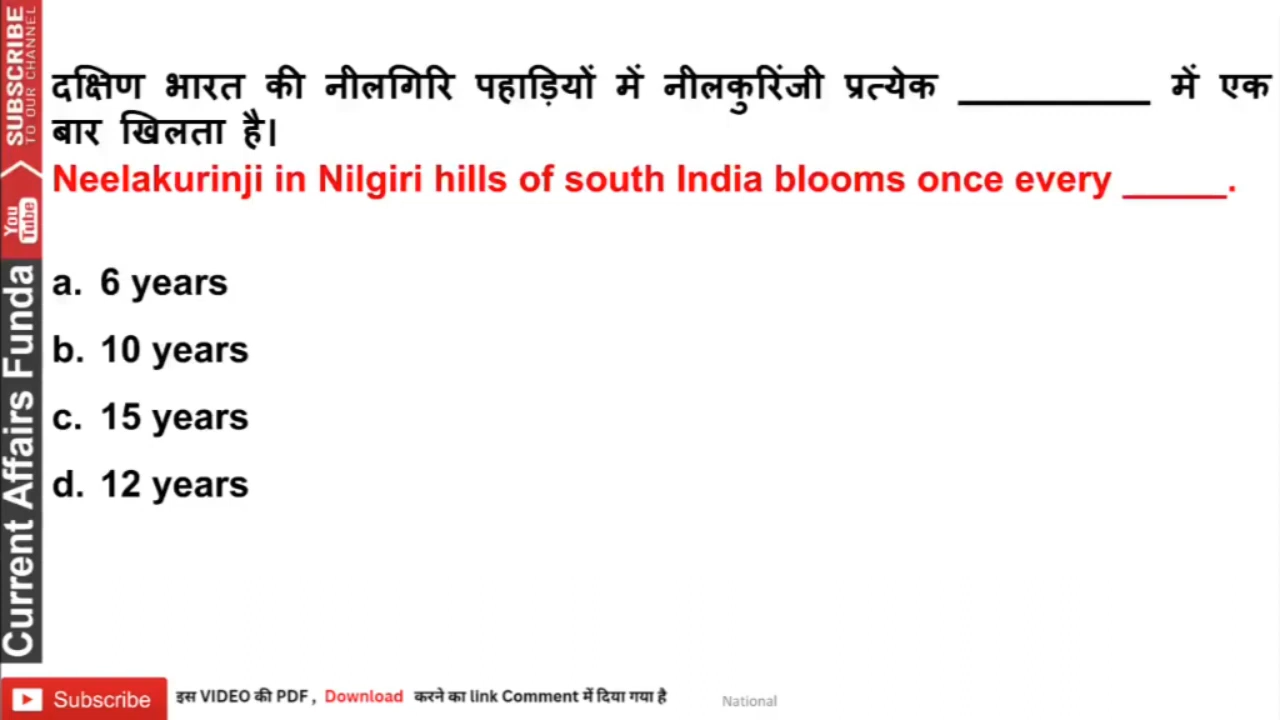 दक्षिण भारत की नीलगिरि पहाड़ियों में नीलकुरिंजी प्रत्येक __________ में एक
बार खिलता है।
Neelakurinji in Nilgiri hills of south India blooms once every _____.
a. 6 years
b. 10 years
c. 15 years
d. 12 years
SUBSCRIBE
TO OUR CHANNEL
You Tube
Current Affairs Funda
Subscribe
इस VIDEO की PDF , Download करने का link Comment में दिया गया है
National